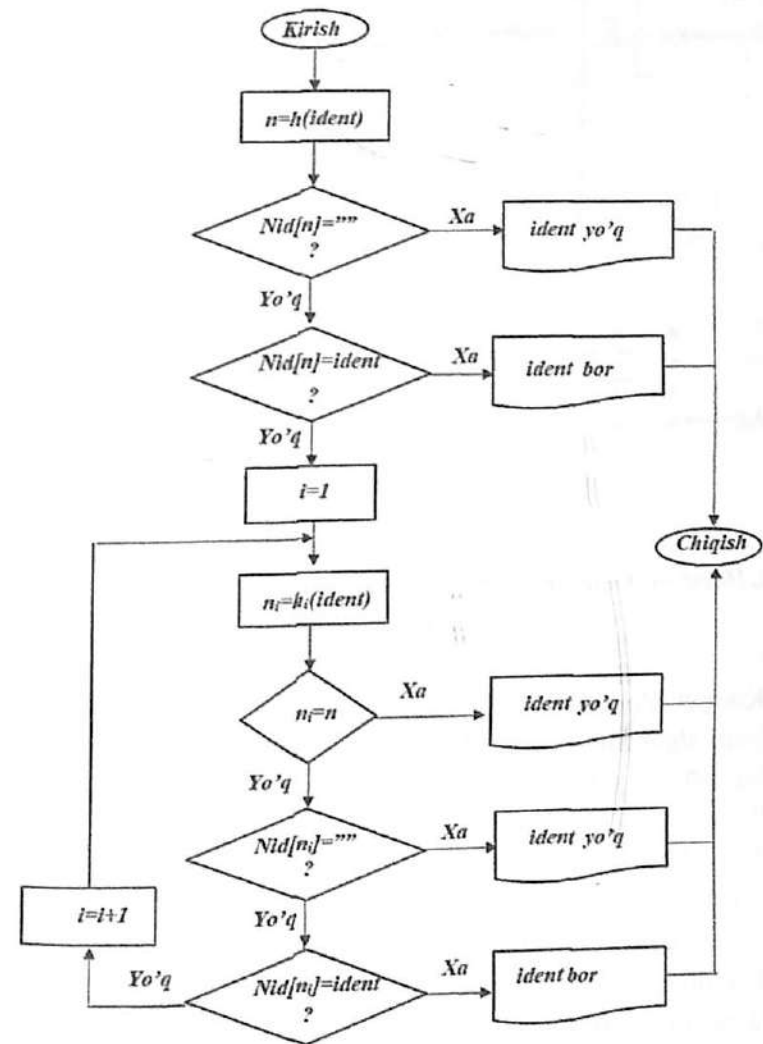 Kirish
n=h(ident)
Nid[n]=””
?
Xa
ident yo’q
Yo’q
Nid[n]=ident
?
Xa
ident bor
Yo’q
i=1
Chiqish
nᵢ=hᵢ(ident)
nᵢ=n
Xa
ident yo’q
Yo’q
Nid[nᵢ]=””
?
Xa
ident yo’q
i=i+1
Yo’q
Yo’q
Nid[nᵢ]=ident
?
Xa
ident bor